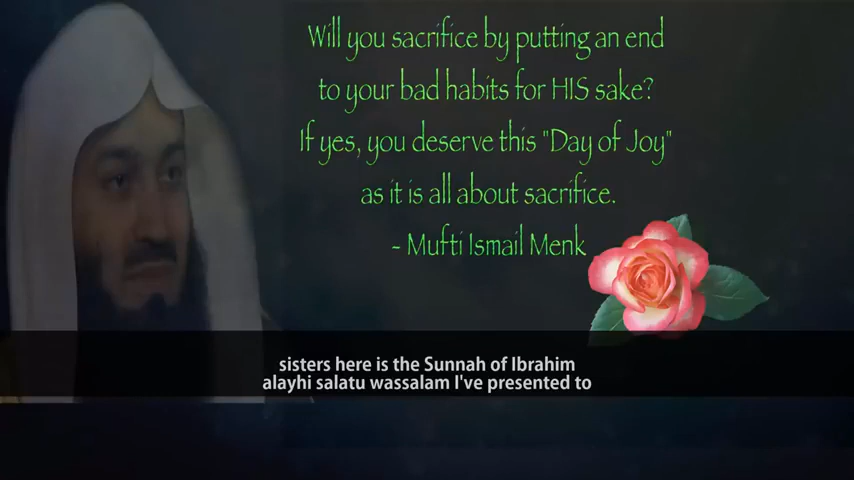 Will you sacrifice by putting an end
to your bad habits for HIS sake?
If yes, you deserve this "Day of Joy"
as it is all about sacrifice.
- Mufti Ismail Menk
sisters here is the Sunnah of Ibrahim
alayhi salatu wassalam I've presented to